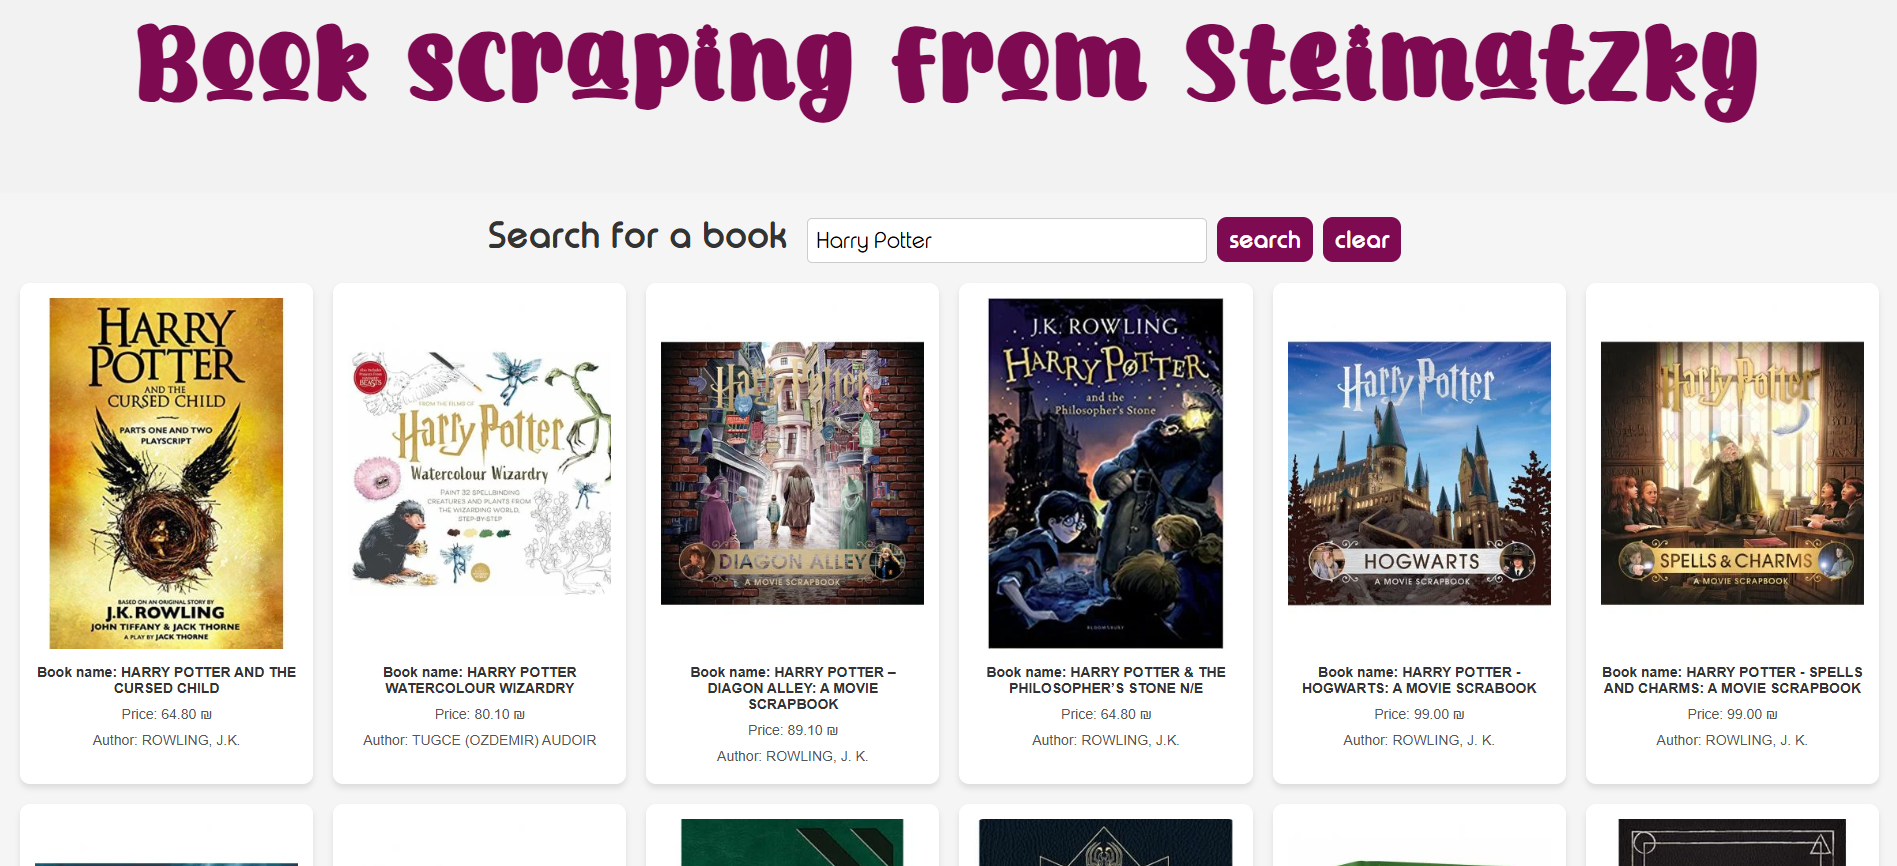 Book scraping from Steimatzky
Search for a book
Harry Potter
search
clear
HARRY
POTTER
AND THE
CURSED CHILD
PARTS ONE AND TWO
PLAYSCRIPT
BASED ON AN ORIGINAL STORY BY
J.K. ROWLING
JOHN TIFFANY & JACK THORNE
A PLAY BY JACK THORNE
Book name: HARRY POTTER AND THE
CURSED CHILD
Price: 64.80 ₪
Author: ROWLING, J.K.
FROM THE FILMS OF
Harry Potter
Watercolour Wizardry
PAINT 32 SPELLBINDING
CREATURES AND PLANTS FROM
THE WIZARDING WORLD,
STEP-BY-STEP
Book name: HARRY POTTER
WATERCOLOUR WIZARDRY
Price: 80.10 ₪
Author: TUGCE (OZDEMIR) AUDOIR
Harry Potter
DIAGON ALLEY
A MOVIE SCRAPBOOK
Book name: HARRY POTTER –
DIAGON ALLEY: A MOVIE
SCRAPBOOK
Price: 89.10 ₪
Author: ROWLING, J. K.
J.K. ROWLING
HARRY POTTER
and the
Philosopher's Stone
BLOOMSBURY
Book name: HARRY POTTER & THE
PHILOSOPHER’S STONE N/E
Price: 64.80 ₪
Author: ROWLING, J.K.
Harry Potter
HOGWARTS
A MOVIE SCRAPBOOK
Book name: HARRY POTTER -
HOGWARTS: A MOVIE SCRABOOK
Price: 99.00 ₪
Author: ROWLING, J. K.
Harry Potter
SPELLS & CHARMS
A MOVIE SCRAPBOOK
Book name: HARRY POTTER - SPELLS
AND CHARMS: A MOVIE SCRAPBOOK
Price: 99.00 ₪
Author: ROWLING, J. K.